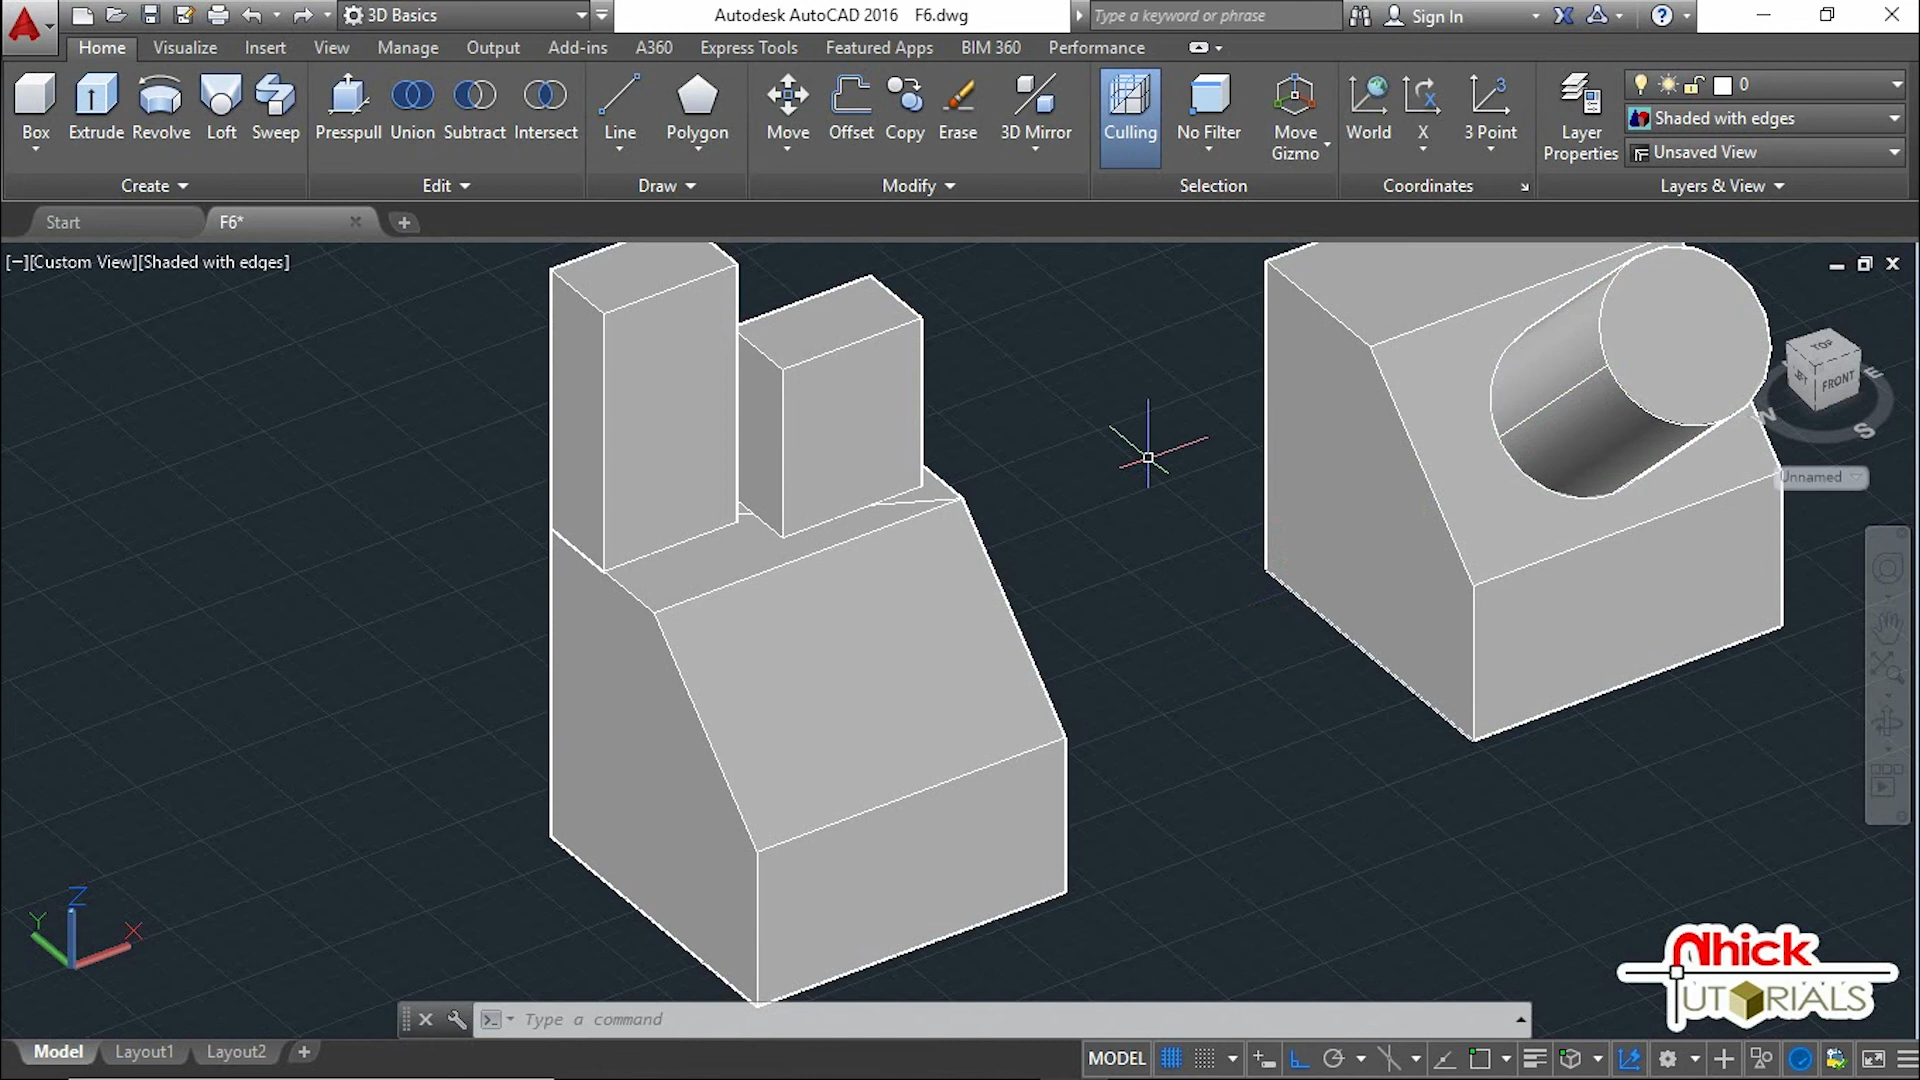 3D Basics
Autodesk AutoCAD 2016 F6.dwg
Type a keyword or phrase
Sign In
Home Visualize Insert View Manage Output Add-ins A360 Express Tools Featured Apps BIM 360 Performance
Box Extrude Revolve Loft Sweep
Presspull Union Subtract Intersect
Line Polygon
Move Offset Copy Erase 3D Mirror
Culling No Filter Move Gizmo
World X 3 Point
Layer Properties
0
Shaded with edges
Unsaved View
Create Edit Draw Modify Selection Coordinates Layers & View
Start F6*
[−][Custom View][Shaded with edges]
TOP
FRONT
E
W
S
Unnamed
Z
Y
X
Nhick
TUTORIALS
Type a command
Model Layout1 Layout2
MODEL